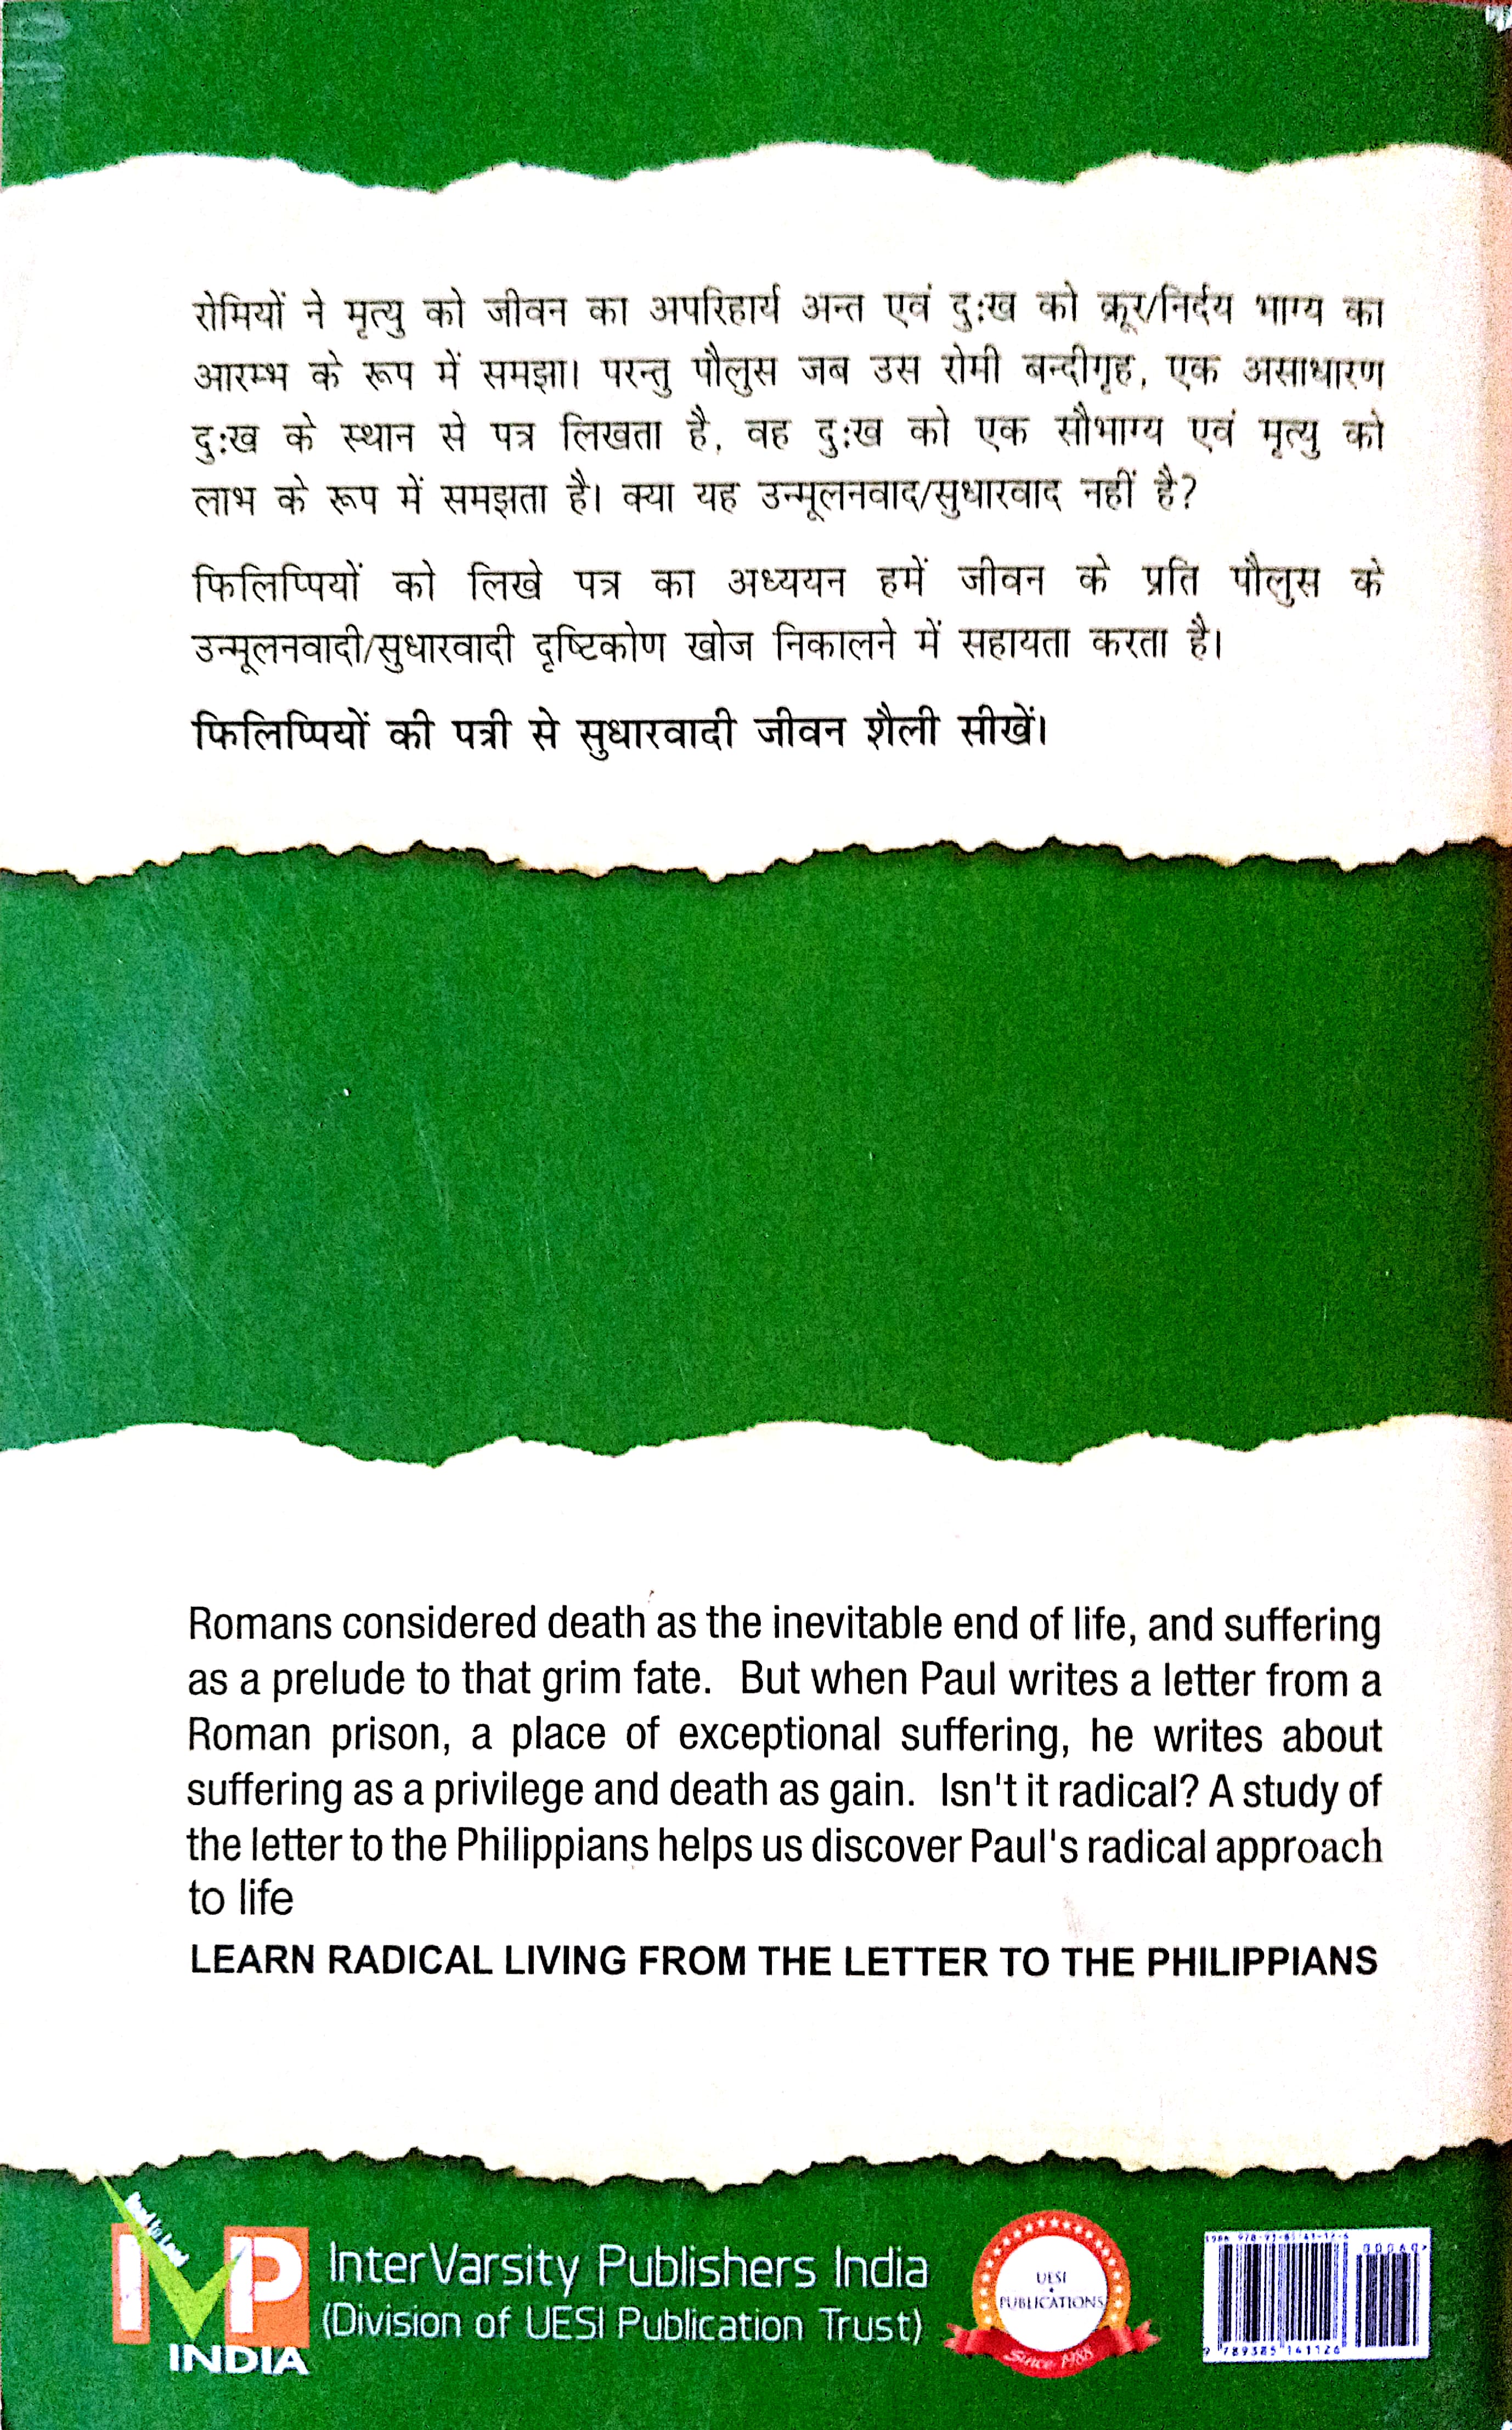 रोमियों ने मृत्यु को जीवन का अपरिहार्य अन्त एवं दुःख को क्रूर/निर्दय भाग्य का
आरम्भ के रूप में समझा। परन्तु पौलुस जब उस रोमी बन्दीगृह, एक असाधारण
दुःख के स्थान से पत्र लिखता है, वह दुःख को एक सौभाग्य एवं मृत्यु को
लाभ के रूप में समझता है। क्या यह उन्मूलनवाद/सुधारवाद नहीं है?
फिलिप्पियों को लिखे पत्र का अध्ययन हमें जीवन के प्रति पौलुस के
उन्मूलनवादी/सुधारवादी दृष्टिकोण खोज निकालने में सहायता करता है।
फिलिप्पियों की पत्री से सुधारवादी जीवन शैली सीखें।
Romans considered death as the inevitable end of life, and suffering
as a prelude to that grim fate. But when Paul writes a letter from a
Roman prison, a place of exceptional suffering, he writes about
suffering as a privilege and death as gain. Isn't it radical? A study of
the letter to the Philippians helps us discover Paul's radical approach
to life
LEARN RADICAL LIVING FROM THE LETTER TO THE PHILIPPIANS
Read to Lead
IVP
INDIA
InterVarsity Publishers India
(Division of UESI Publication Trust)
UESI
PUBLICATIONS
Since 1988
9 789385 141126